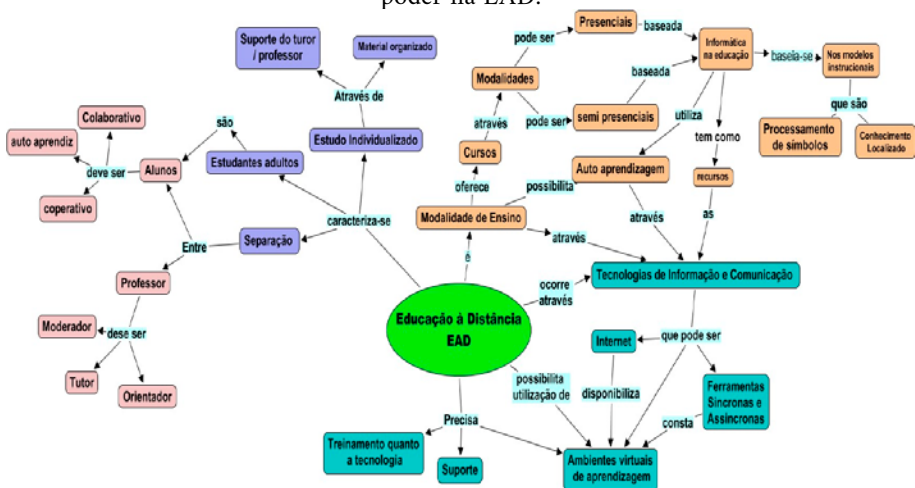 poder na EAD.
Suporte do turor
/ professor
Material organizado
Através de
Estudo Individualizado
Colaborativo
auto aprendiz
deve ser
coperativo
são
Alunos
Estudantes adultos
caracteriza-se
Entre
Separação
Professor
Moderador
dese ser
Tutor
Orientador
Presenciais
pode ser
baseada
Informática
na educação
baseia-se
Nos modelos
instrucionais
Modalidades
baseada
pode ser
semi presenciais
utiliza
que são
Processamento
de símbolos
Conhecimento
Localizado
através
tem como
Cursos
Auto aprendizagem
recursos
oferece
possibilita
Modalidade de Ensino
através
através
as
é
Tecnologias de Informação e Comunicação
ocorre
através
Educação à Distância
EAD
Internet
que pode ser
possibilita
utilização de
disponibiliza
Ferramentas
Síncronas e
Assíncronas
Precisa
consta
Treinamento quanto
a tecnologia
Suporte
Ambientes virtuais
de aprendizagem